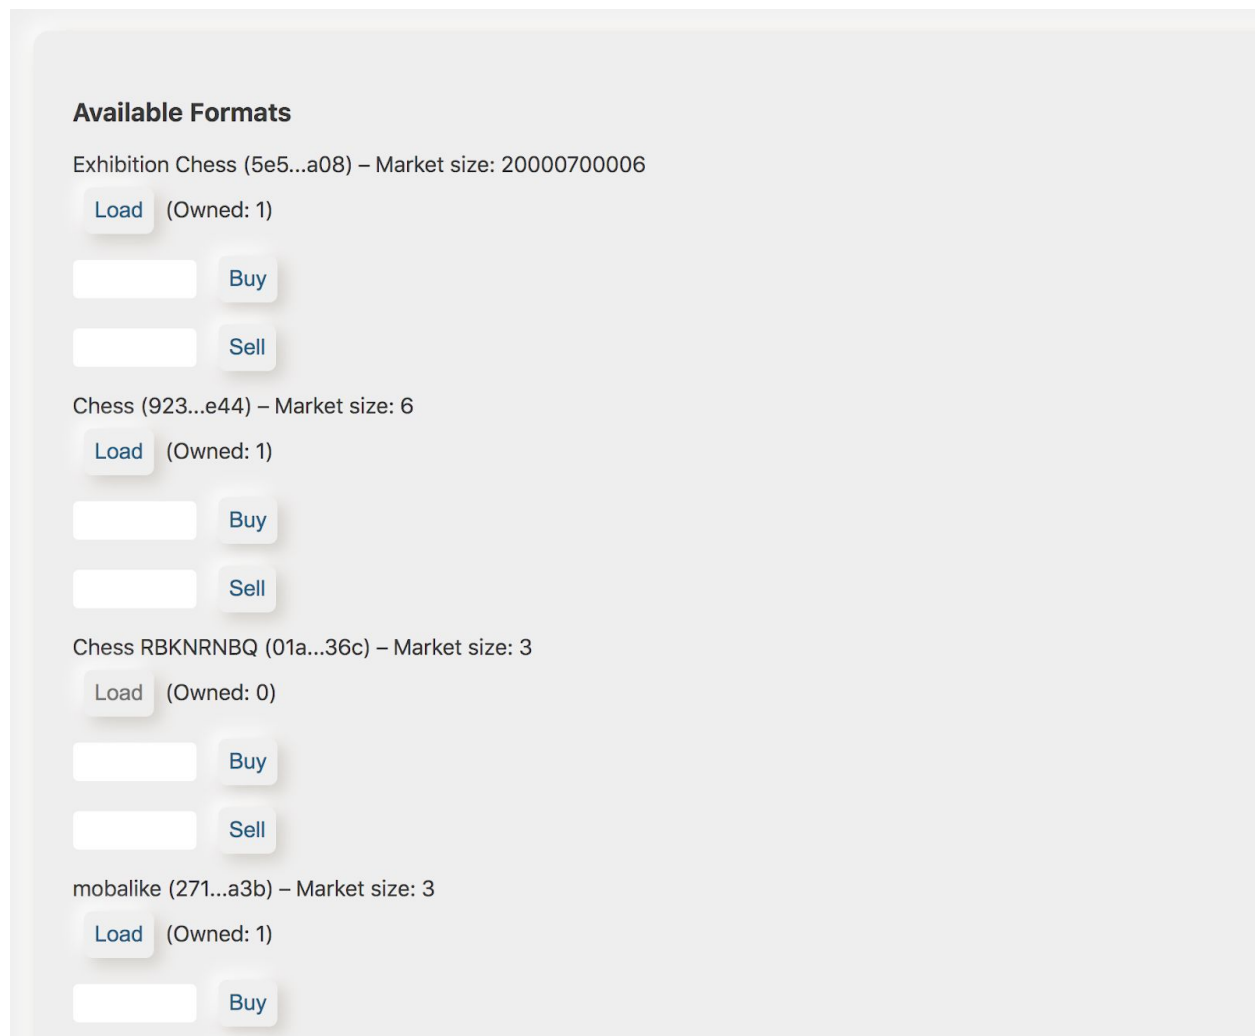 Available Formats
Exhibition Chess (5e5...a08) – Market size: 20000700006
Load (Owned: 1)
Buy
Sell
Chess (923...e44) – Market size: 6
Load (Owned: 1)
Buy
Sell
Chess RBKNRNBQ (01a...36c) – Market size: 3
Load (Owned: 0)
Buy
Sell
mobalike (271...a3b) – Market size: 3
Load (Owned: 1)
Buy